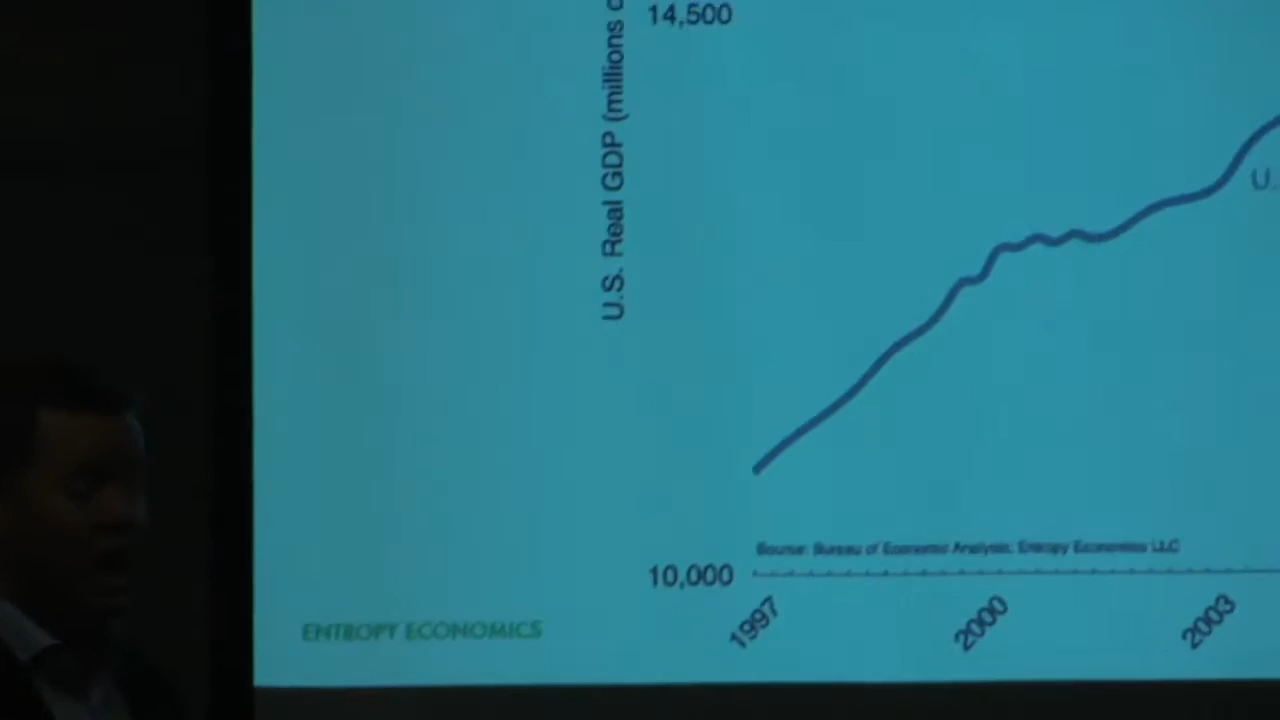 14,500
U.S. Real GDP (millions
U.
Source: Bureau of Economic Analysis, Entropy Economics LLC
10,000
1997
2000
2003
ENTROPY ECONOMICS